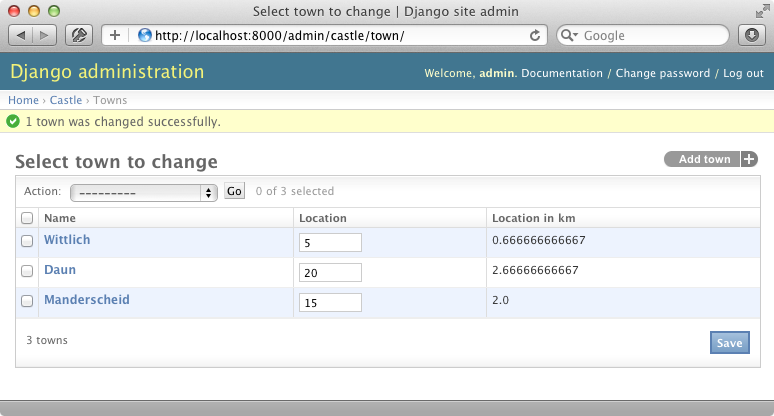 Select town to change | Django site admin
http://localhost:8000/admin/castle/town/ Google
Django administration Welcome, admin. Documentation / Change password / Log out
Home › Castle › Towns
1 town was changed successfully.
Select town to change Add town +
Action: --------- Go 0 of 3 selected
Name Location Location in km
Wittlich 5 0.666666666667
Daun 20 2.66666666667
Manderscheid 15 2.0
3 towns Save